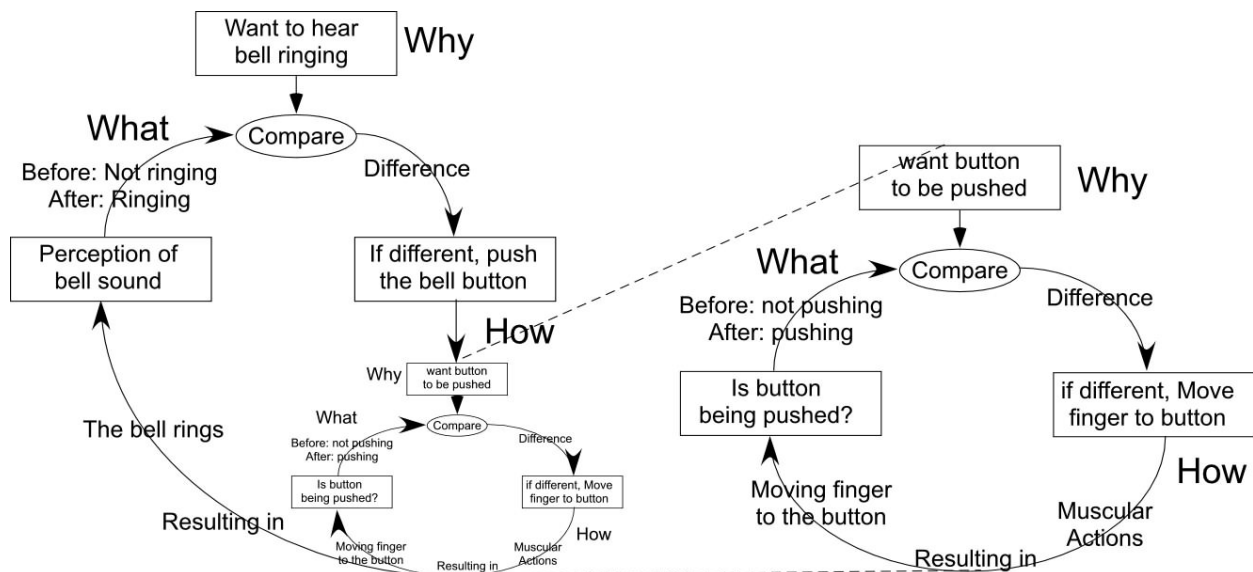 Want to hear
bell ringing
Why
Compare
What
Before: Not ringing
After: Ringing
Difference
Perception of
bell sound
If different, push
the bell button
How
Why
want button
to be pushed
Compare
What
Before: not pushing
After: pushing
Difference
Is button
being pushed?
if different, Move
finger to button
How
Moving finger
to the button
Resulting in
Muscular
Actions
The bell rings
Resulting in
want button
to be pushed
Why
Compare
What
Before: not pushing
After: pushing
Difference
Is button
being pushed?
if different, Move
finger to button
How
Moving finger
to the button
Resulting in
Muscular
Actions